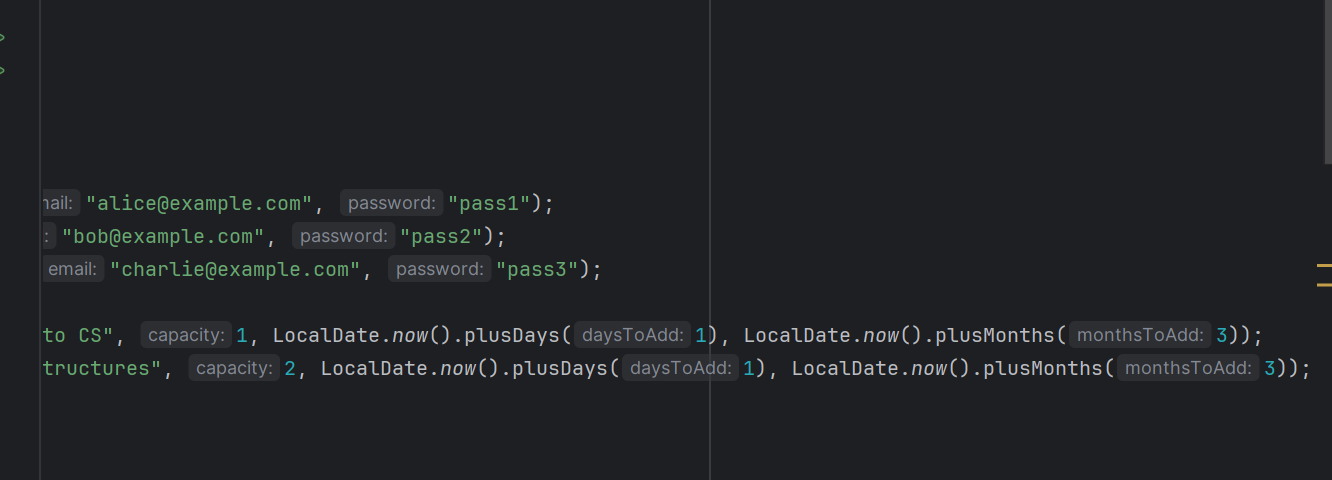 >
>
mail: "alice@example.com", password: "pass1");
: "bob@example.com", password: "pass2");
email: "charlie@example.com", password: "pass3");
to CS", capacity: 1, LocalDate.now().plusDays( daysToAdd: 1), LocalDate.now().plusMonths( monthsToAdd: 3));
tructures", capacity: 2, LocalDate.now().plusDays( daysToAdd: 1), LocalDate.now().plusMonths( monthsToAdd: 3));